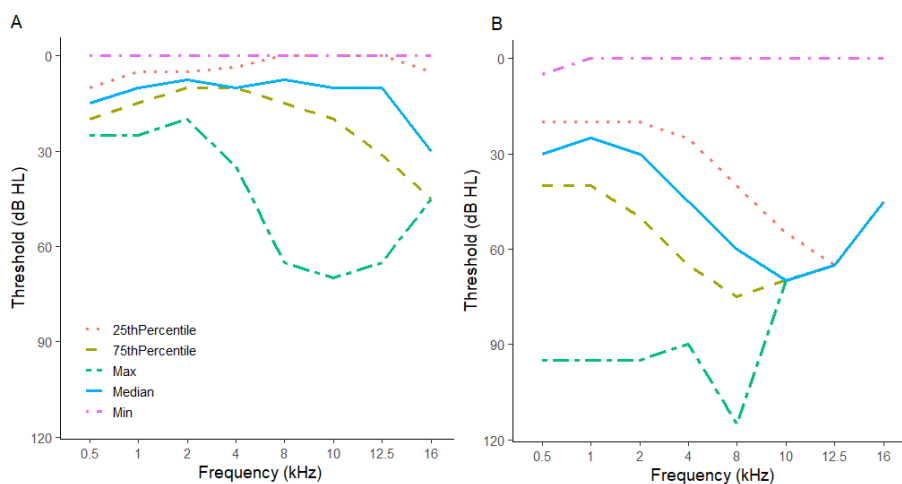 A
Threshold (dB HL)
0
30
60
90
120
25thPercentile
75thPercentile
Max
Median
Min
0.5 1 2 4 8 10 12.5 16
Frequency (kHz)
B
Threshold (dB HL)
0
30
60
90
120
0.5 1 2 4 8 10 12.5 16
Frequency (kHz)